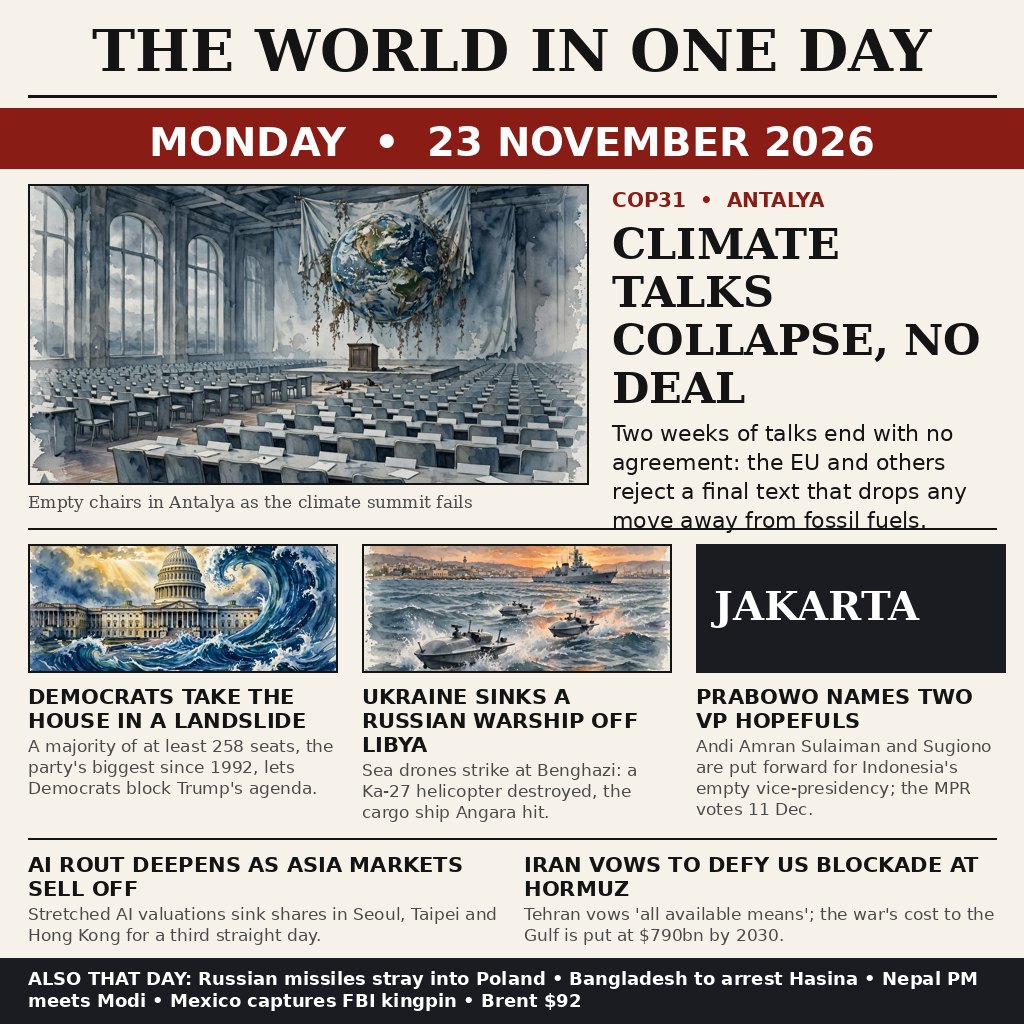 THE WORLD IN ONE DAY
MONDAY • 23 NOVEMBER 2026
COP31 • ANTALYA
CLIMATE
TALKS
COLLAPSE, NO
DEAL
Two weeks of talks end with no
agreement: the EU and others
reject a final text that drops any
move away from fossil fuels.
Empty chairs in Antalya as the climate summit fails
DEMOCRATS TAKE THE
HOUSE IN A LANDSLIDE
A majority of at least 258 seats, the
party's biggest since 1992, lets
Democrats block Trump's agenda.
UKRAINE SINKS A
RUSSIAN WARSHIP OFF
LIBYA
Sea drones strike at Benghazi: a
Ka-27 helicopter destroyed, the
cargo ship Angara hit.
JAKARTA
PRABOWO NAMES TWO
VP HOPEFULS
Andi Amran Sulaiman and Sugiono
are put forward for Indonesia's
empty vice-presidency; the MPR
votes 11 Dec.
AI ROUT DEEPENS AS ASIA MARKETS
SELL OFF
Stretched AI valuations sink shares in Seoul, Taipei and
Hong Kong for a third straight day.
IRAN VOWS TO DEFY US BLOCKADE AT
HORMUZ
Tehran vows 'all available means'; the war's cost to the
Gulf is put at $790bn by 2030.
ALSO THAT DAY: Russian missiles stray into Poland • Bangladesh to arrest Hasina • Nepal PM
meets Modi • Mexico captures FBI kingpin • Brent $92